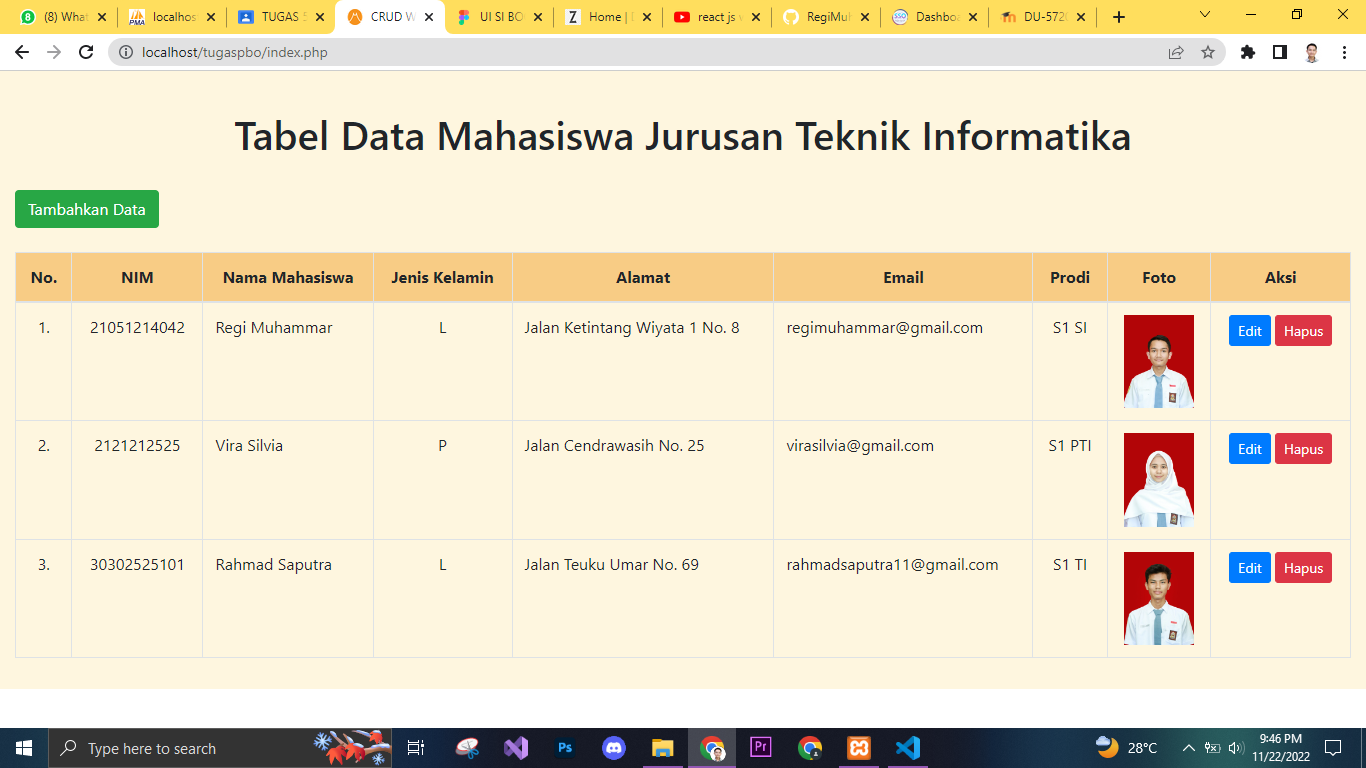 (8) What
localhos
TUGAS 5
CRUD W
UI SI BO
Home |
react js
RegiMuh
Dashbo
DU-572
localhost/tugaspbo/index.php
Tabel Data Mahasiswa Jurusan Teknik Informatika
Tambahkan Data
No. NIM Nama Mahasiswa Jenis Kelamin Alamat Email Prodi Foto Aksi
1. 21051214042 Regi Muhammar L Jalan Ketintang Wiyata 1 No. 8 regimuhammar@gmail.com S1 SI Edit Hapus
2. 2121212525 Vira Silvia P Jalan Cendrawasih No. 25 virasilvia@gmail.com S1 PTI Edit Hapus
3. 30302525101 Rahmad Saputra L Jalan Teuku Umar No. 69 rahmadsaputra11@gmail.com S1 TI Edit Hapus
Type here to search
28°C
9:46 PM
11/22/2022